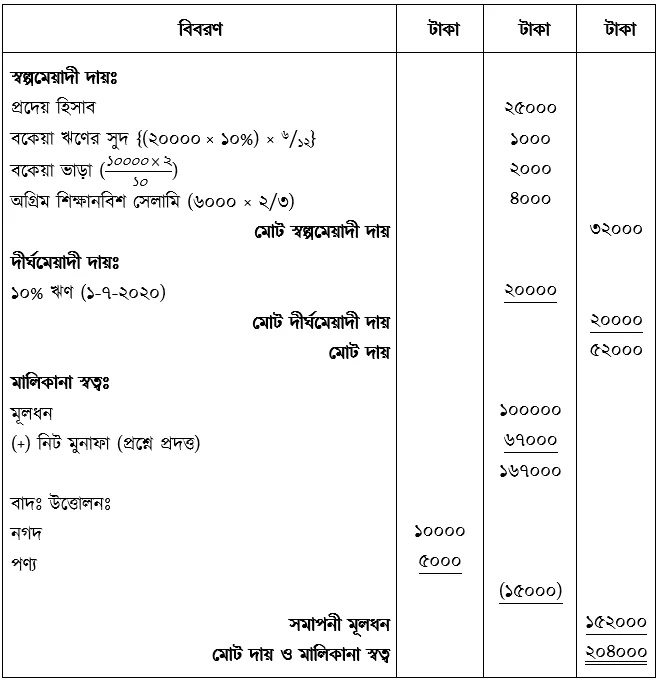 বিবরণ টাকা টাকা টাকা
স্বল্পমেয়াদী দায়ঃ
প্রদেয় হিসাব ২৫০০০
বকেয়া ঋণের সুদ {(২০০০০ × ১০%) × ৬/১২} ১০০০
বকেয়া ভাড়া (১০০০০ × ২/১০) ২০০০
অগ্রিম শিক্ষানবিশ সেলামি (৬০০০ × ২/৩) ৪০০০
মোট স্বল্পমেয়াদী দায় ৩২০০০
দীর্ঘমেয়াদী দায়ঃ
১০% ঋণ (১-৭-২০২০) ২০০০০
মোট দীর্ঘমেয়াদী দায় ২০০০০
মোট দায় ৫২০০০
মালিকানা স্বত্বঃ
মূলধন ১০০০০০
(+) নিট মুনাফা (প্রশ্নে প্রদত্ত) ৬৭০০০
১৬৭০০০
বাদঃ উত্তোলনঃ
নগদ ১০০০০
পণ্য ৫০০০
(১৫০০০)
সমাপনী মূলধন ১৫২০০০
মোট দায় ও মালিকানা স্বত্ব ২০৪০০০